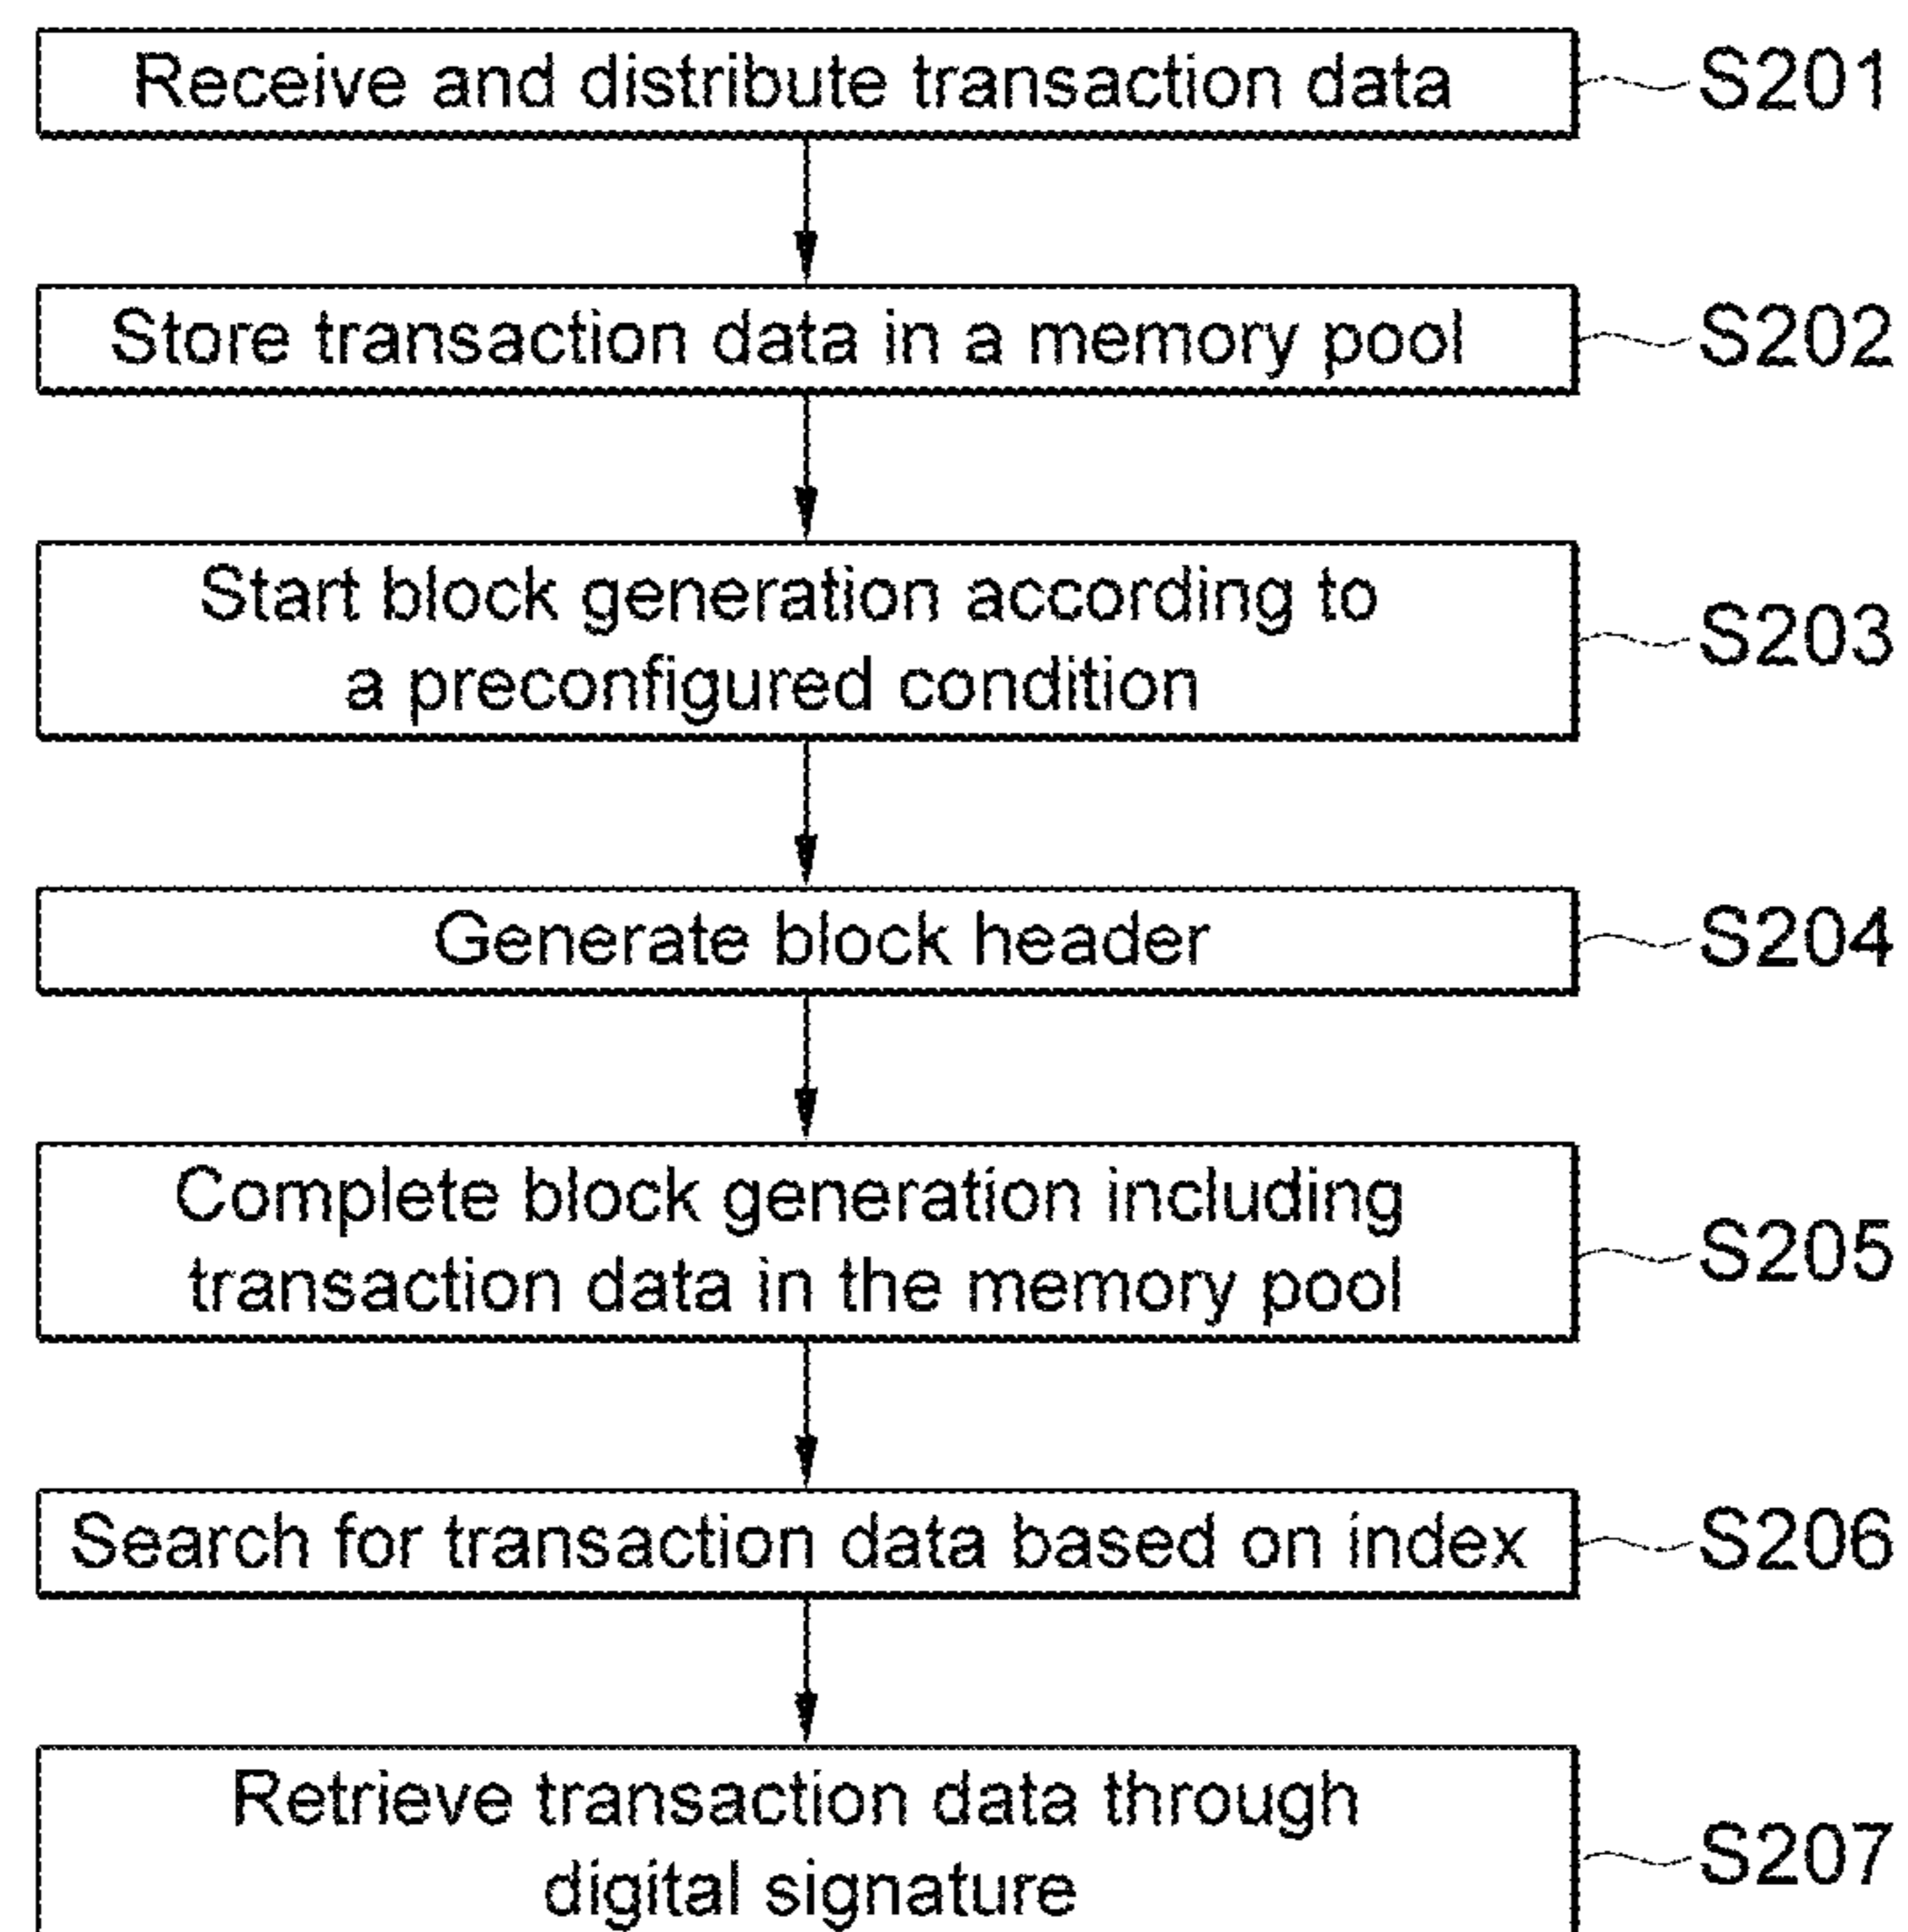 Receive and distribute transaction data
S201
Store transaction data in a memory pool
S202
Start block generation according to
a preconfigured condition
S203
Generate block header
S204
Complete block generation including
transaction data in the memory pool
S205
Search for transaction data based on index
S206
Retrieve transaction data through
digital signature
S207